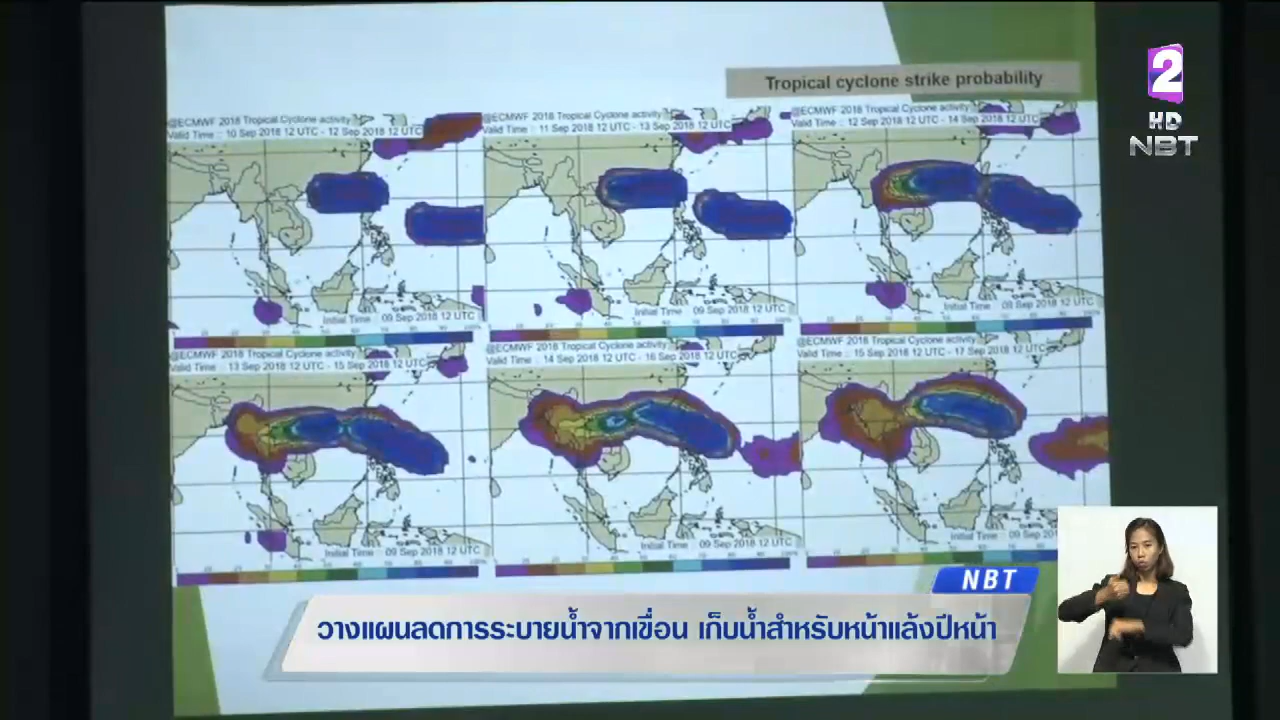 Tropical cyclone strike probability
2
HD
NBT
@ECMWF 2018 Tropical Cyclone activity
Valid Time : 10 Sep 2018 12 UTC - 12 Sep 2018 12 UTC
@ECMWF 2018 Tropical Cyclone activity
Valid Time :: 11 Sep 2018 12 UTC - 13 Sep 2018 12 UTC
@ECMWF 2018 Tropical Cyclone activity
Valid Time :: 12 Sep 2018 12 UTC - 14 Sep 2018 12 UTC
Initial Time :: 09 Sep 2018 12 UTC
Initial Time :: 09 Sep 2018 12 UTC
Initial Time :: 09 Sep 2018 12 UTC
@ECMWF 2018 Tropical Cyclone activity
Valid Time :: 13 Sep 2018 12 UTC - 15 Sep 2018 12 UTC
@ECMWF 2018 Tropical Cyclone activity
Valid Time :: 14 Sep 2018 12 UTC - 16 Sep 2018 12 UTC
@ECMWF 2018 Tropical Cyclone activity
Valid Time :: 15 Sep 2018 12 UTC - 17 Sep 2018 12 UTC
Initial Time :: 09 Sep 2018 12 UTC
Initial Time :: 09 Sep 2018 12 UTC
Initial Time :: 09 Sep 2018 12
NBT
วางแผนลดการระบายน้ำจากเขื่อน เก็บน้ำสำหรับหน้าแล้งปีหน้า